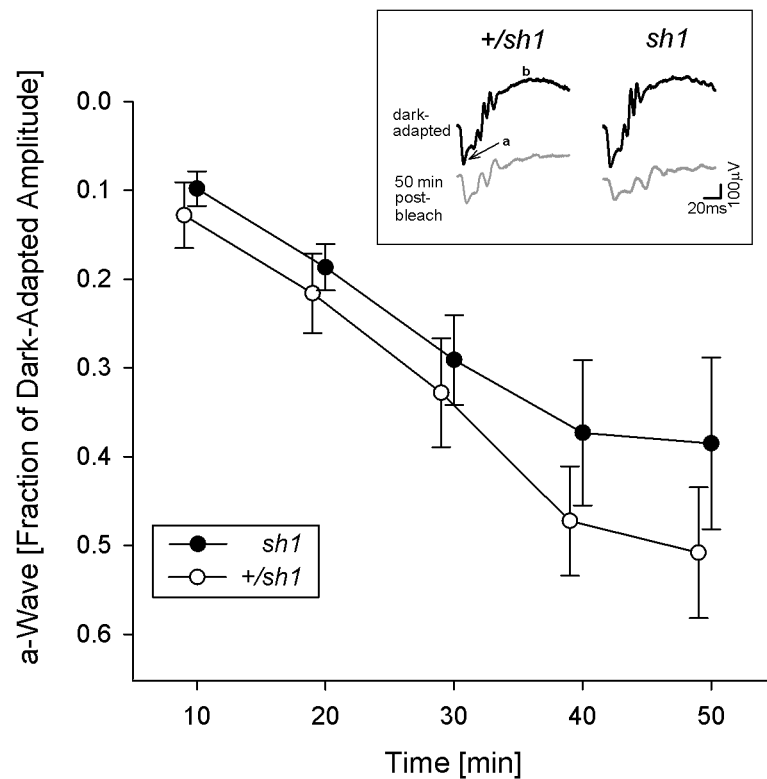 +/sh1 sh1
b
dark-
adapted
a
50 min
post-
bleach
100µV
20ms
a-Wave [Fraction of Dark-Adapted Amplitude]
0.0
0.1
0.2
0.3
0.4
0.5
0.6
sh1
+/sh1
10 20 30 40 50
Time [min]